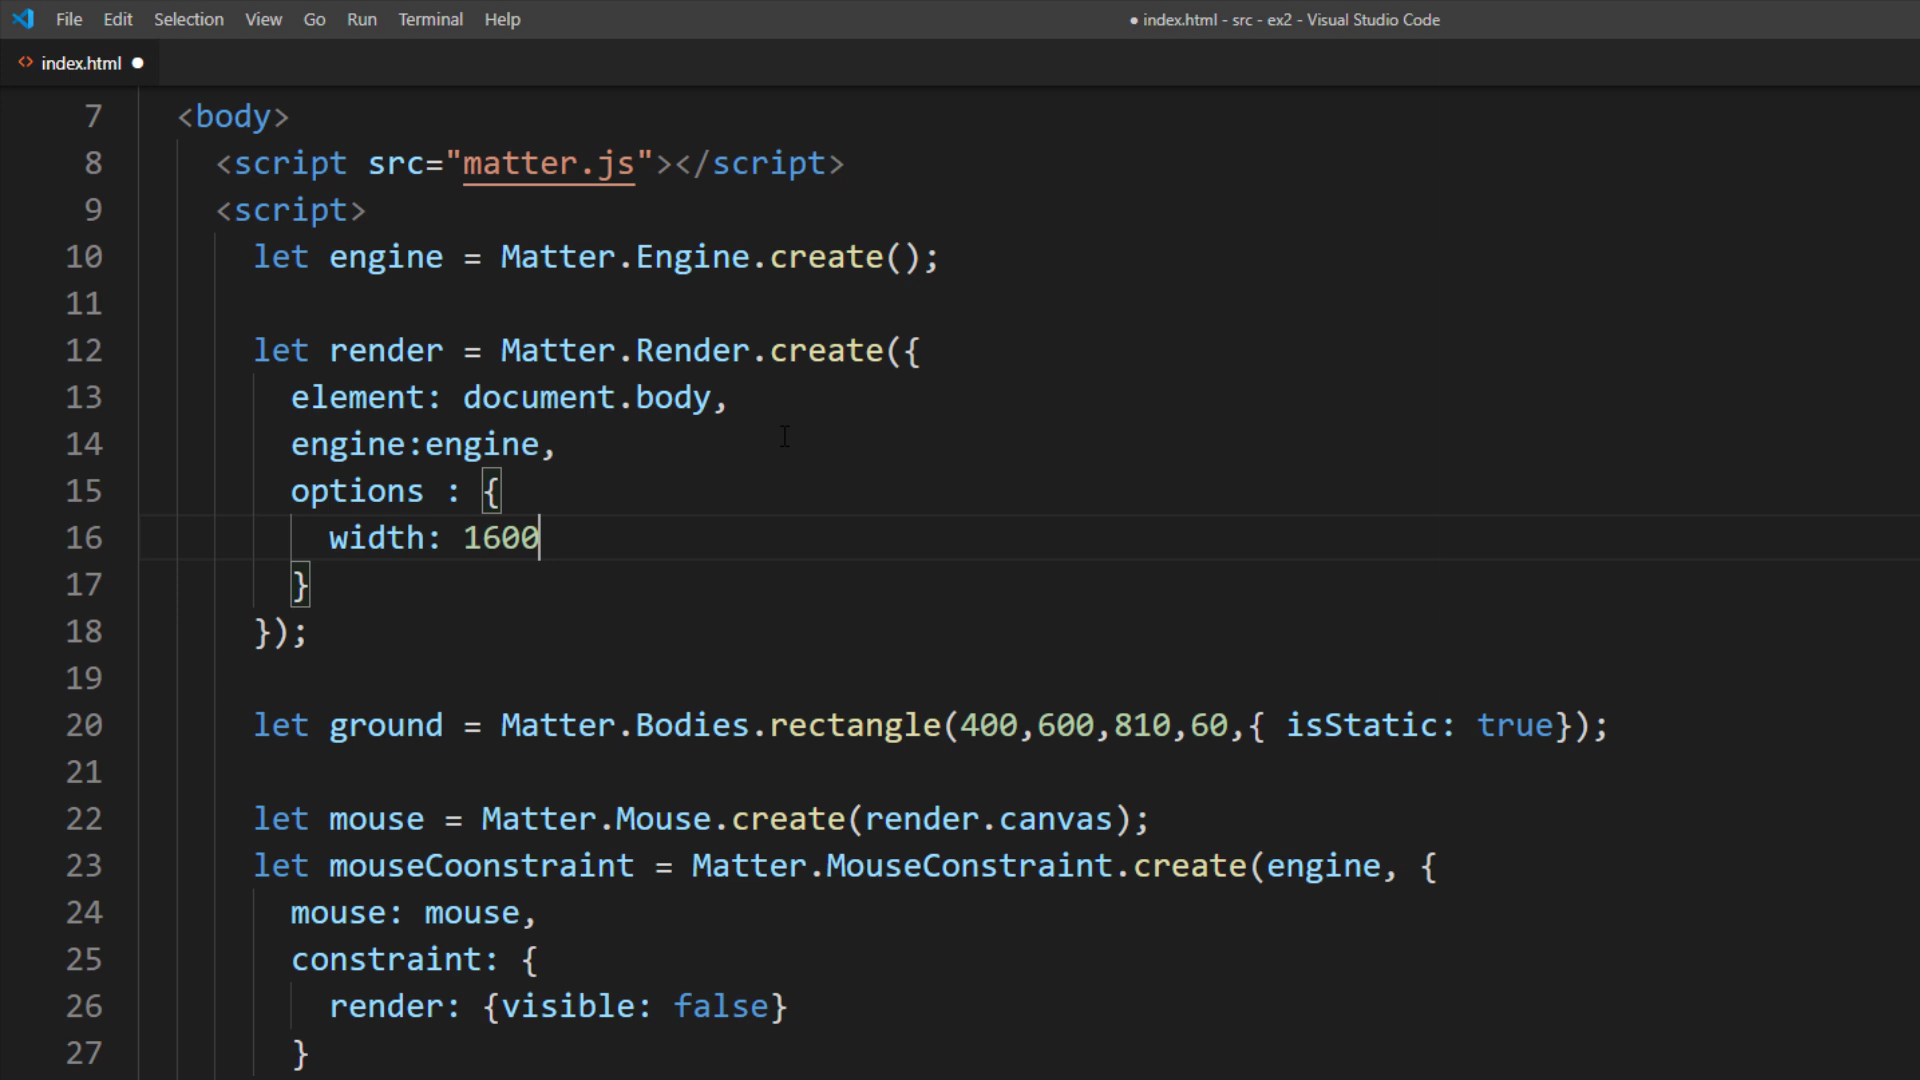 File Edit Selection View Go Run Terminal Help ● index.html - src - ex2 - Visual Studio Code
<> index.html ●
7 <body>
8 <script src="matter.js"></script>
9 <script>
10 let engine = Matter.Engine.create();
11
12 let render = Matter.Render.create({
13 element: document.body,
14 engine:engine,
15 options : {
16 width: 1600
17 }
18 });
19
20 let ground = Matter.Bodies.rectangle(400,600,810,60,{ isStatic: true});
21
22 let mouse = Matter.Mouse.create(render.canvas);
23 let mouseCoonstraint = Matter.MouseConstraint.create(engine, {
24 mouse: mouse,
25 constraint: {
26 render: {visible: false}
27 }